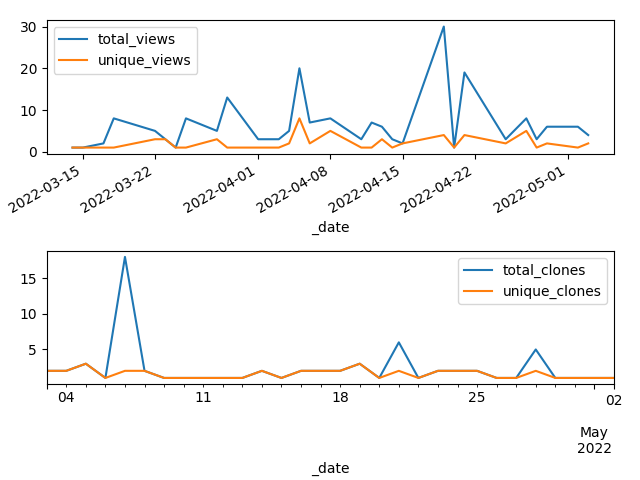 30
20
10
0
total_views
unique_views
2022-03-15
2022-03-22
2022-04-01
2022-04-08
2022-04-15
2022-04-22
2022-05-01
_date
15
10
5
total_clones
unique_clones
04
11
18
25
02
May
2022
_date